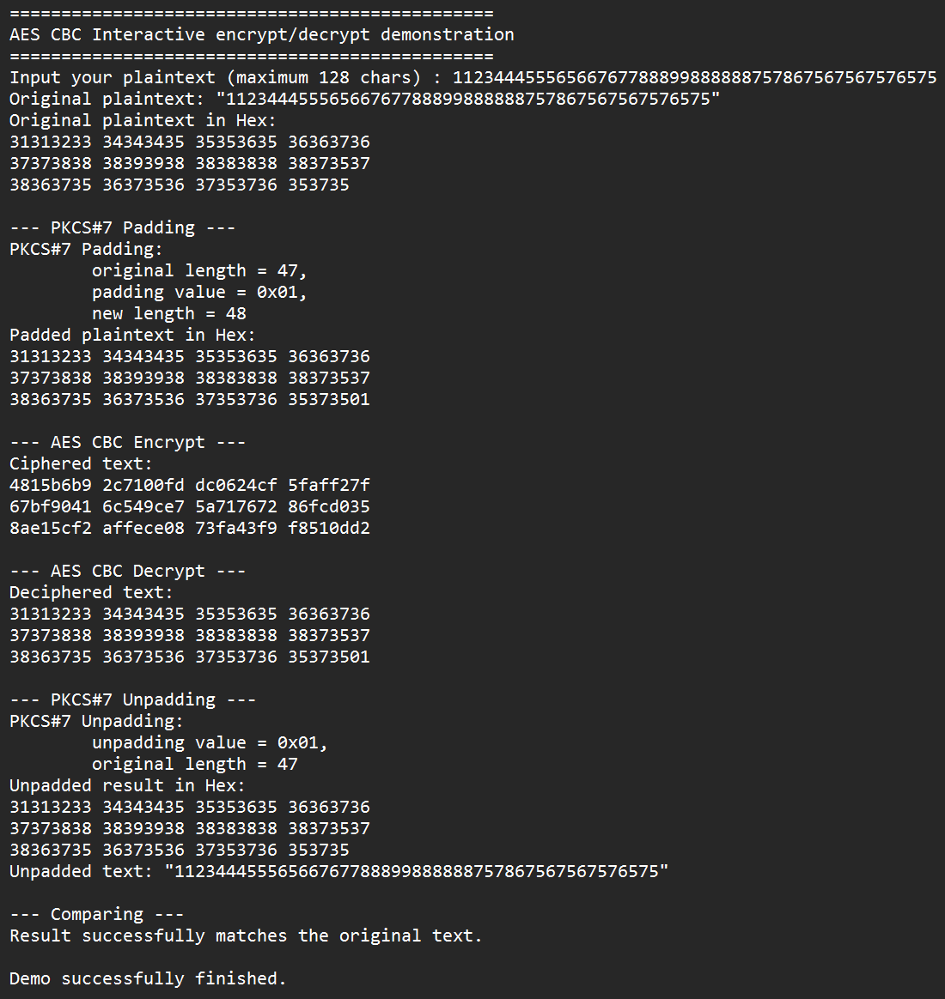 ===============================================
AES CBC Interactive encrypt/decrypt demonstration
===============================================
Input your plaintext (maximum 128 chars) : 11234445556566767788899888888757867567567576575
Original plaintext: "11234445556566767788899888888757867567567576575"
Original plaintext in Hex:
31313233 34343435 35353635 36363736
37373838 38393938 38383838 38373537
38363735 36373536 37353736 353735
--- PKCS#7 Padding ---
PKCS#7 Padding:
original length = 47,
padding value = 0x01,
new length = 48
Padded plaintext in Hex:
31313233 34343435 35353635 36363736
37373838 38393938 38383838 38373537
38363735 36373536 37353736 35373501
--- AES CBC Encrypt ---
Ciphered text:
4815b6b9 2c7100fd dc0624cf 5faff27f
67bf9041 6c549ce7 5a717672 86fcd035
8ae15cf2 affece08 73fa43f9 f8510dd2
--- AES CBC Decrypt ---
Deciphered text:
31313233 34343435 35353635 36363736
37373838 38393938 38383838 38373537
38363735 36373536 37353736 35373501
--- PKCS#7 Unpadding ---
PKCS#7 Unpadding:
unpadding value = 0x01,
original length = 47
Unpadded result in Hex:
31313233 34343435 35353635 36363736
37373838 38393938 38383838 38373537
38363735 36373536 37353736 353735
Unpadded text: "11234445556566767788899888888757867567567576575"
--- Comparing ---
Result successfully matches the original text.
Demo successfully finished.